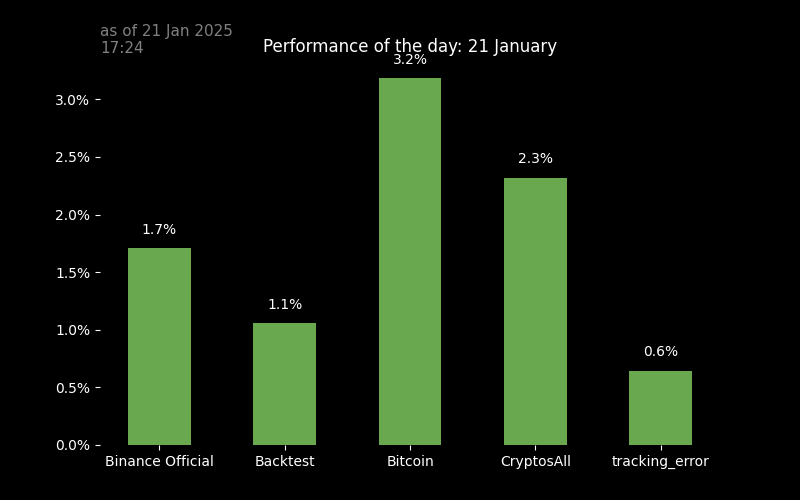 as of 21 Jan 2025
17:24
Performance of the day: 21 January
3.2%
3.0%
2.5%
2.3%
2.0%
1.7%
1.5%
1.1%
1.0%
0.6%
0.5%
0.0%
Binance Official
Backtest
Bitcoin
CryptosAll
tracking_error